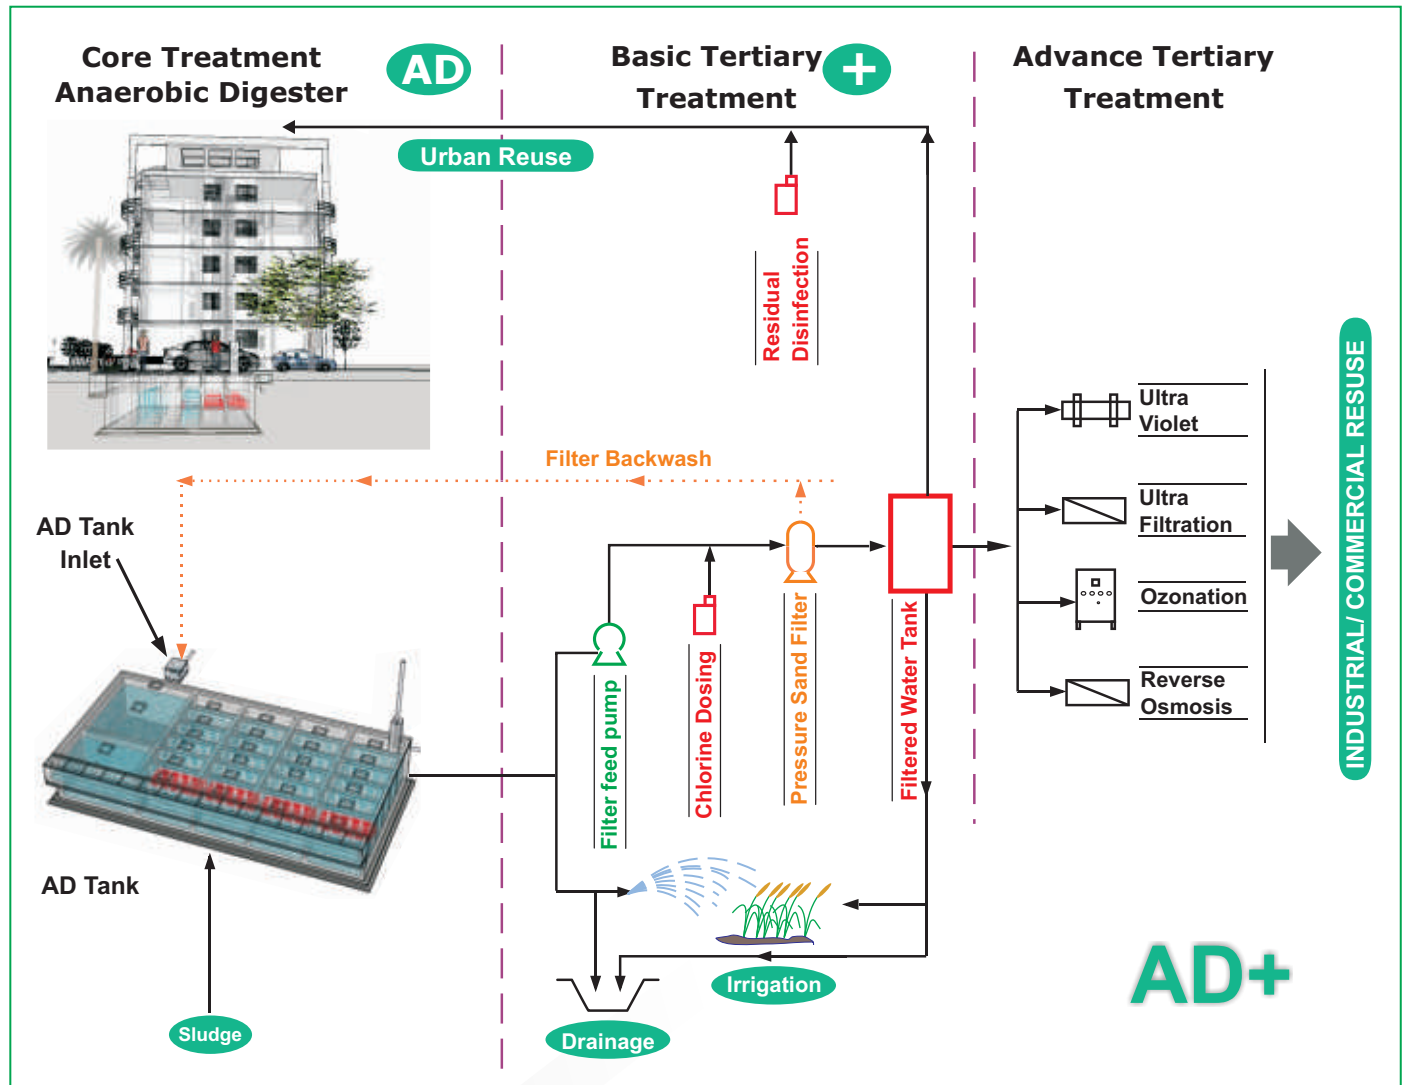 Core Treatment
Anaerobic Digester
AD
Basic Tertiary
Treatment
+
Advance Tertiary
Treatment
Urban Reuse
Residual
Disinfection
Filter Backwash
AD Tank
Inlet
AD Tank
Sludge
Filter feed pump
Chlorine Dosing
Pressure Sand Filter
Filtered Water Tank
Irrigation
Drainage
Ultra
Violet
Ultra
Filtration
Ozonation
Reverse
Osmosis
INDUSTRIAL/ COMMERCIAL RESUSE
AD+